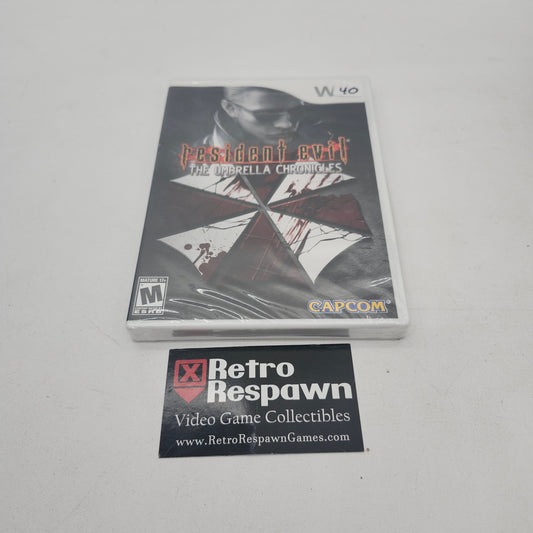 W 40
resident evil
THE UMBRELLA CHRONICLES
MATURE 17+
M
ESRB
CAPCOM
X Retro
Respawn
Video Game Collectibles
www.RetroRespawnGames.com